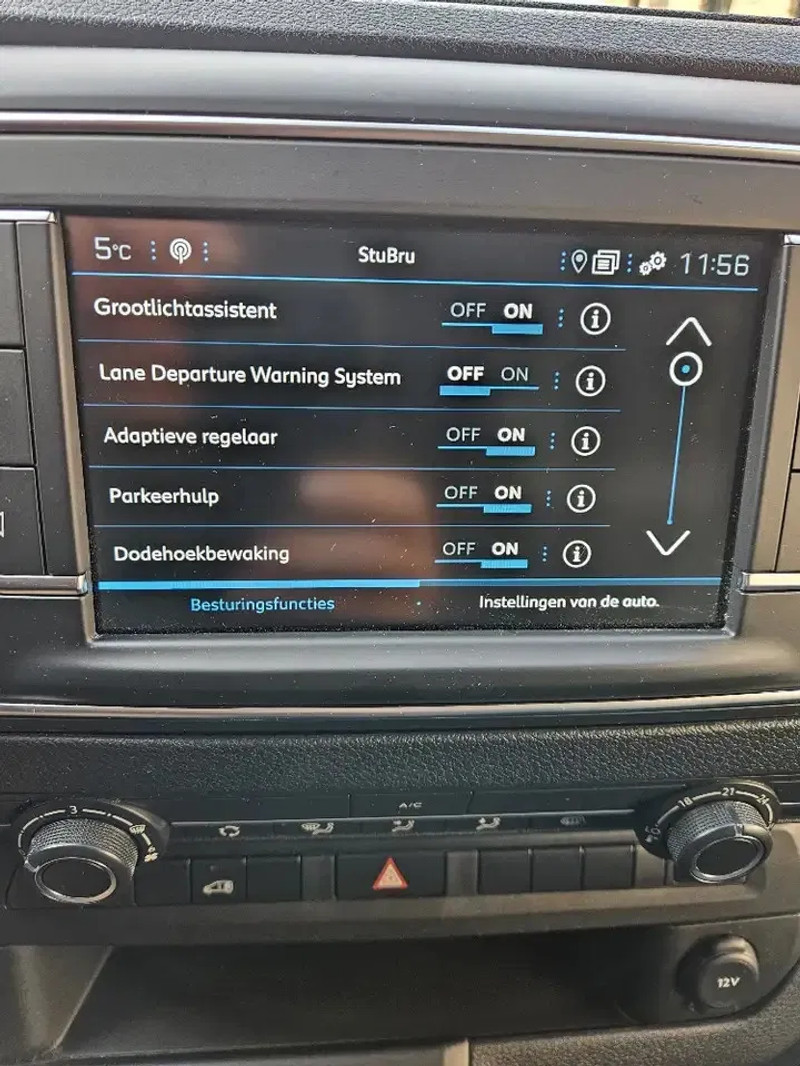 5°C StuBru 11:56
Grootlichtassistent OFF ON i
Lane Departure Warning System OFF ON i
Adaptieve regelaar OFF ON i
Parkeerhulp OFF ON i
Dodehoekbewaking OFF ON i
Besturingsfuncties Instellingen van de auto.
A/C
3
18 21
12V